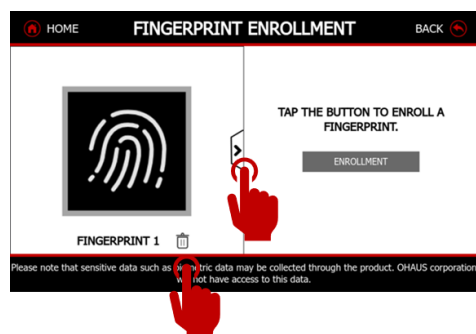 HOME
FINGERPRINT ENROLLMENT
BACK
TAP THE BUTTON TO ENROLL A
FINGERPRINT.
ENROLLMENT
FINGERPRINT 1
Please note that sensitive data such as data may be collected through the product. OHAUS corporation
not have access to this data.